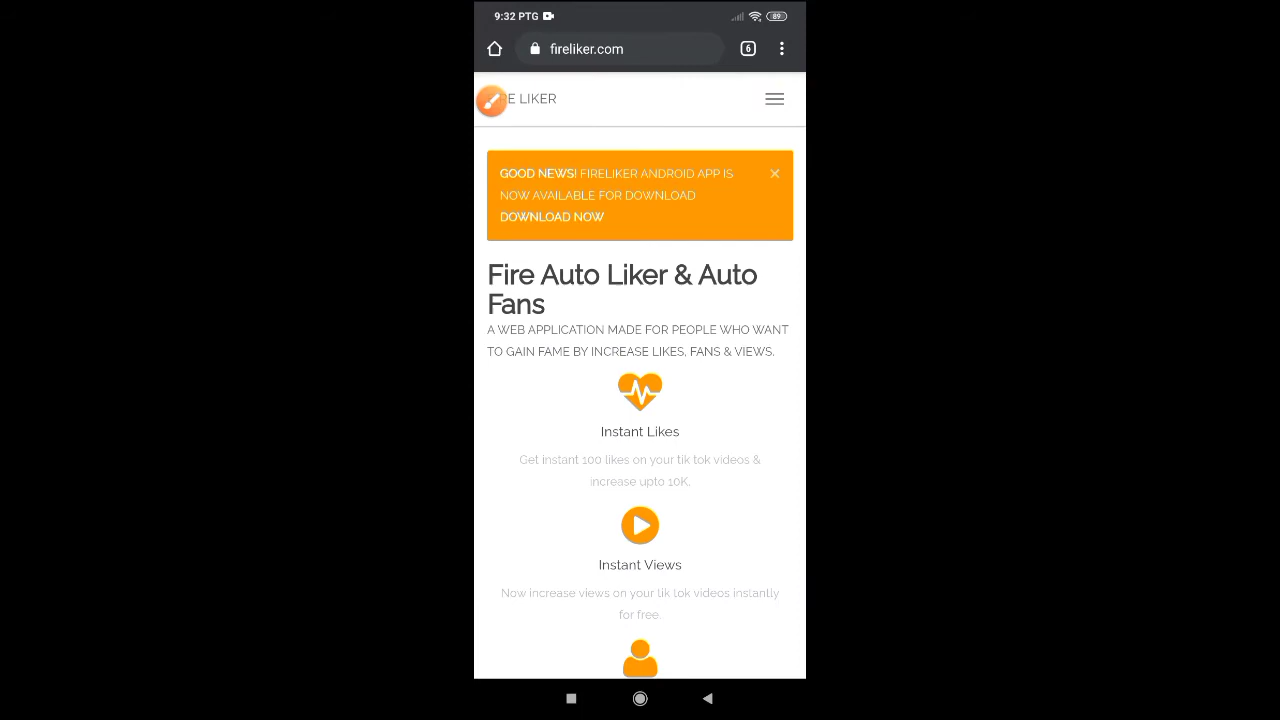 9:32 PTG
89
fireliker.com
6
RE LIKER
GOOD NEWS! FIRELIKER ANDROID APP IS
NOW AVAILABLE FOR DOWNLOAD
DOWNLOAD NOW
Fire Auto Liker & Auto
Fans
A WEB APPLICATION MADE FOR PEOPLE WHO WANT
TO GAIN FAME BY INCREASE LIKES, FANS & VIEWS.
Instant Likes
Get instant 100 likes on your tik tok videos &
increase upto 10K.
Instant Views
Now increase views on your tik tok videos instantly
for free.